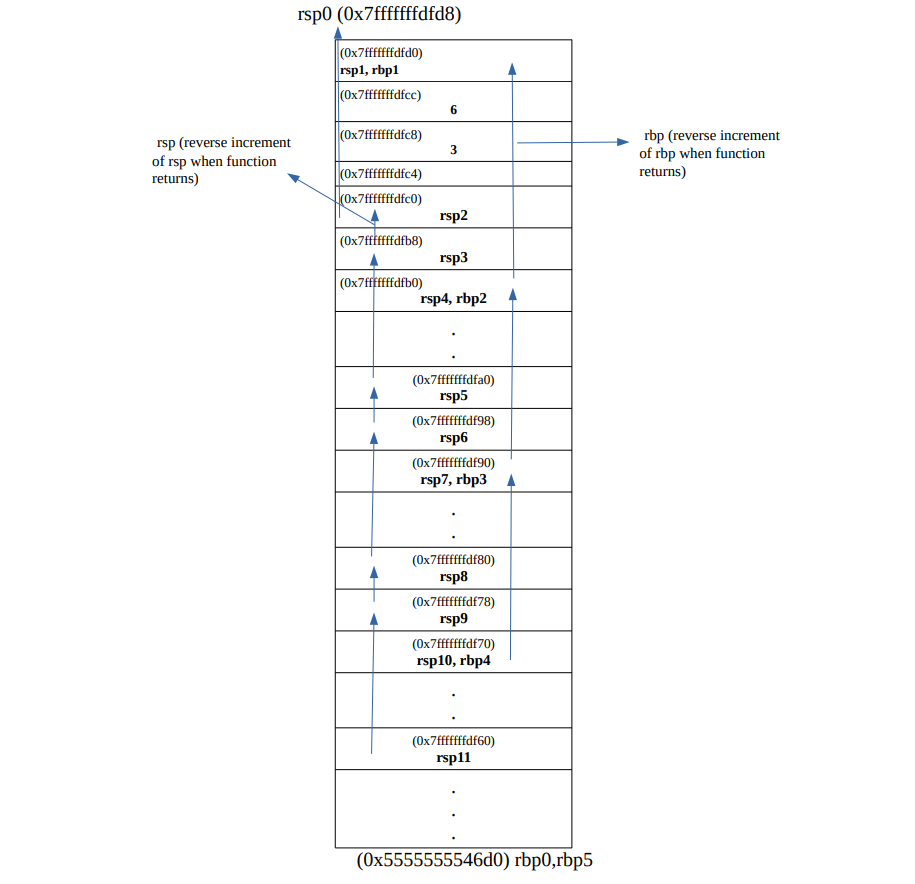 rsp0 (0x7fffffffdfd8)
(0x7fffffffdfd0)
rsp1, rbp1
(0x7fffffffdfcc)
6
(0x7fffffffdfc8)
3
rsp (reverse increment
of rsp when function
returns)
rbp (reverse increment
of rbp when function
returns)
(0x7fffffffdfc4)
(0x7fffffffdfc0)
rsp2
(0x7fffffffdfb8)
rsp3
(0x7fffffffdfb0)
rsp4, rbp2
.
.
(0x7fffffffdfa0)
rsp5
(0x7fffffffdf98)
rsp6
(0x7fffffffdf90)
rsp7, rbp3
.
.
(0x7fffffffdf80)
rsp8
(0x7fffffffdf78)
rsp9
(0x7fffffffdf70)
rsp10, rbp4
.
.
(0x7fffffffdf60)
rsp11
.
.
.
(0x5555555546d0) rbp0,rbp5